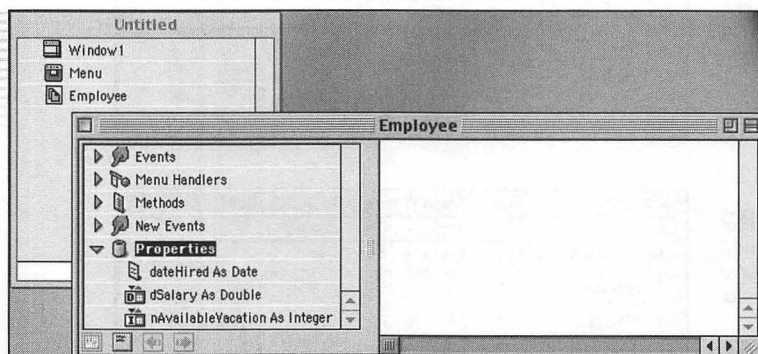 Untitled
Window1
Menu
Employee
Employee
Events
Menu Handlers
Methods
New Events
Properties
dateHired As Date
dSalary As Double
nAvailableVacation As Integer